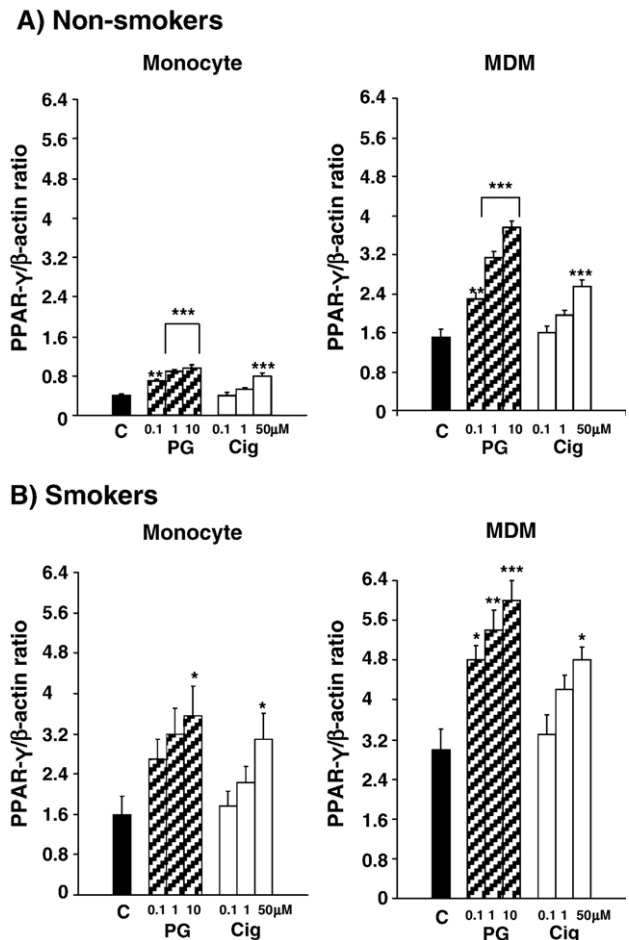 A) Non-smokers
Monocyte
MDM
PPAR-γ/β-actin ratio
6.4
5.6
4.8
4
3.2
2.4
1.6
0.8
0
***
**
***
C
0.1 1 10
PG
0.1 1 50μM
Cig
PPAR-γ/β-actin ratio
6.4
5.6
4.8
4
3.2
2.4
1.6
0.8
0
***
**
***
C
0.1 1 10
PG
0.1 1 50μM
Cig
B) Smokers
Monocyte
MDM
PPAR-γ/β-actin ratio
6.4
5.6
4.8
4
3.2
2.4
1.6
0.8
0
*
*
C
0.1 1 10
PG
0.1 1 50μM
Cig
PPAR-γ/β-actin ratio
6.4
5.6
4.8
4
3.2
2.4
1.6
0.8
0
*
**
***
*
C
0.1 1 10
PG
0.1 1 50μM
Cig